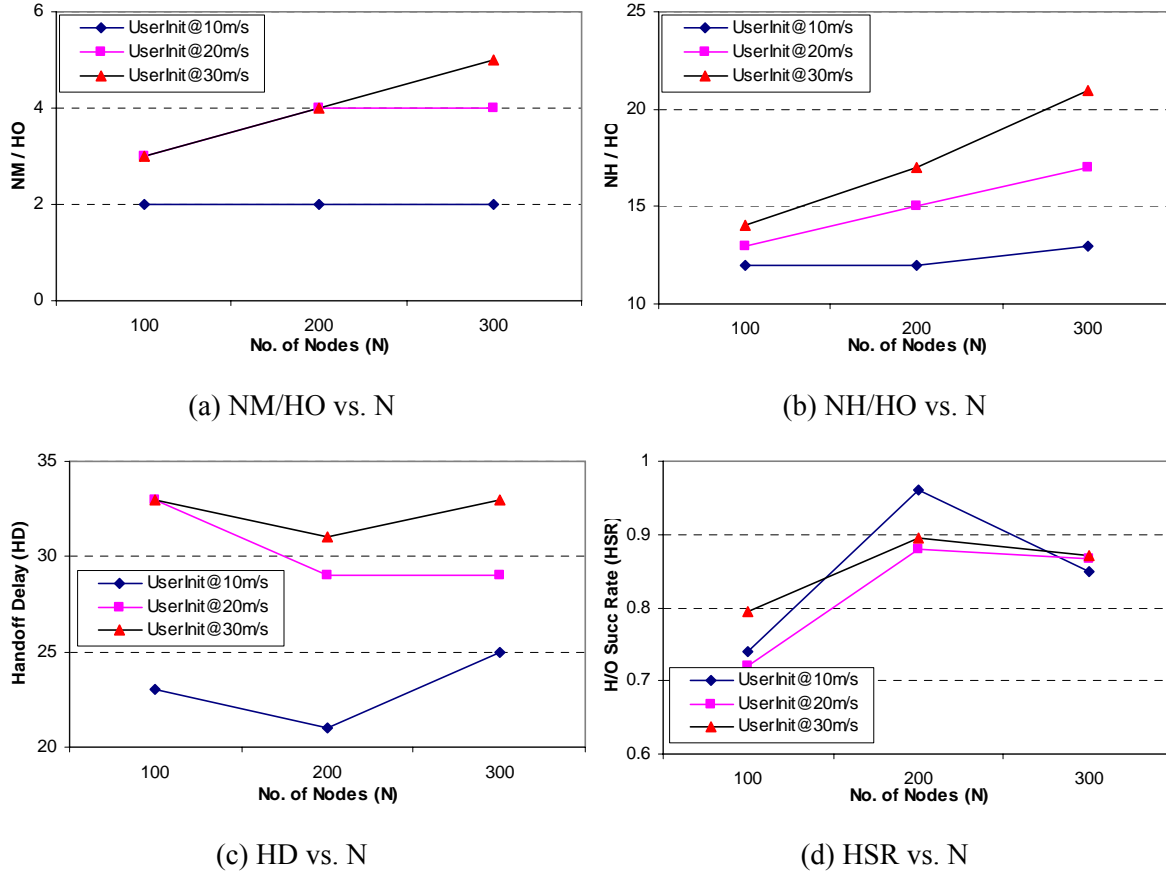 6
4
2
0
NM / HO
UserInit@10m/s
UserInit@20m/s
UserInit@30m/s
100 200 300
No. of Nodes (N)
(a) NM/HO vs. N
25
20
15
10
NH / HO
UserInit@10m/s
UserInit@20m/s
UserInit@30m/s
100 200 300
No. of Nodes (N)
(b) NH/HO vs. N
35
30
25
20
Handoff Delay (HD)
UserInit@10m/s
UserInit@20m/s
UserInit@30m/s
100 200 300
No. of Nodes (N)
(c) HD vs. N
1
0.9
0.8
0.7
0.6
H/O Succ Rate (HSR)
UserInit@10m/s
UserInit@20m/s
UserInit@30m/s
100 200 300
No. of Nodes (N)
(d) HSR vs. N